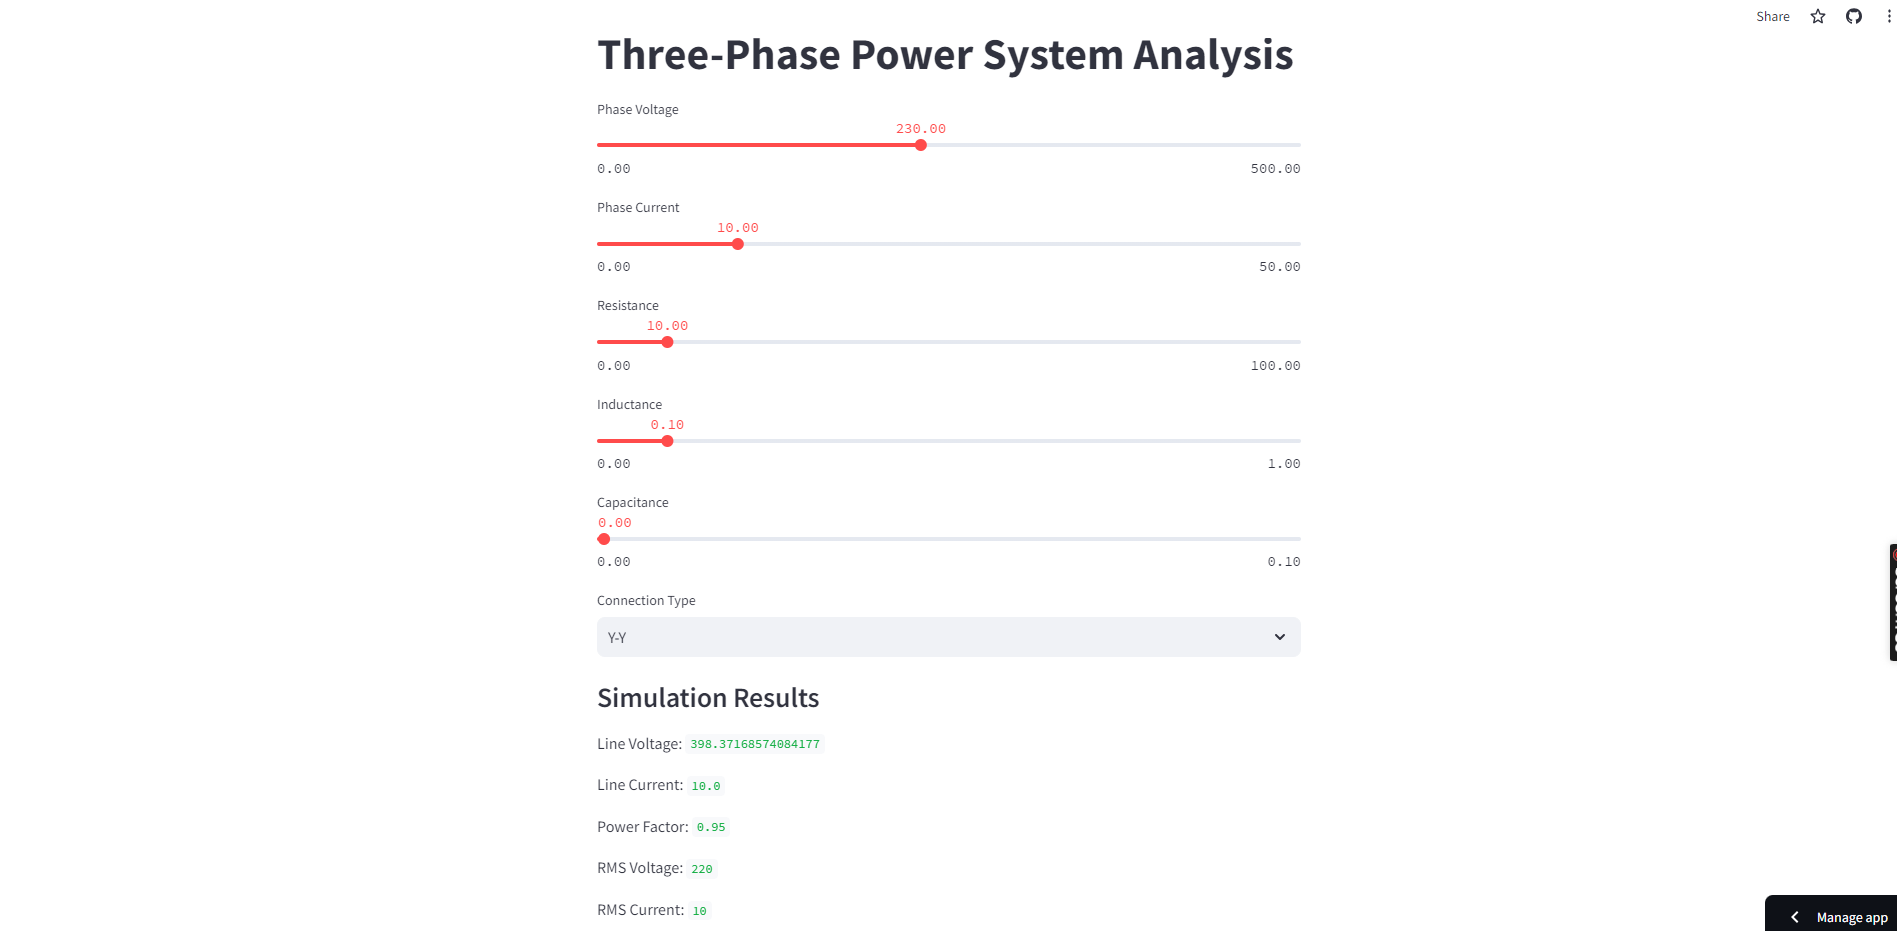 Share
Three-Phase Power System Analysis
Phase Voltage
230.00
0.00 500.00
Phase Current
10.00
0.00 50.00
Resistance
10.00
0.00 100.00
Inductance
0.10
0.00 1.00
Capacitance
0.00
0.00 0.10
Connection Type
Y-Y
Simulation Results
Line Voltage: 398.37168574084177
Line Current: 10.0
Power Factor: 0.95
RMS Voltage: 220
RMS Current: 10
Manage app